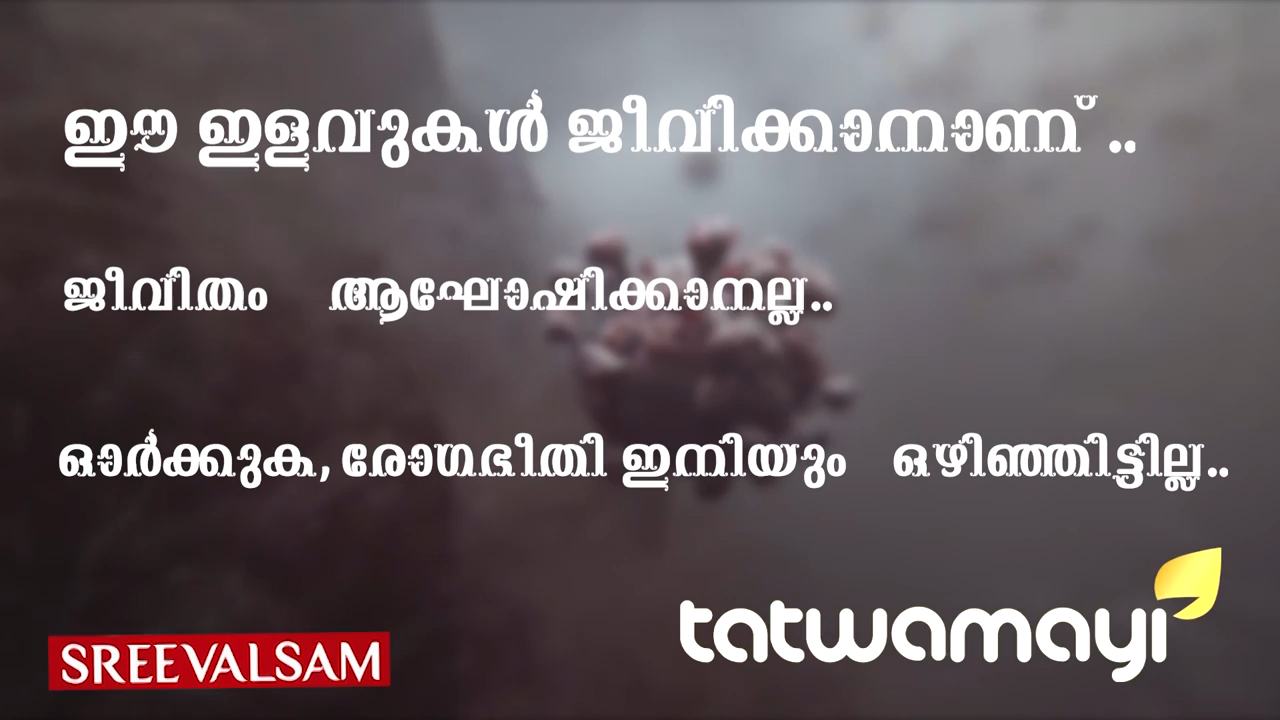 ഈ ഇളവുകൾ ജീവിക്കാനാണ് ..
ജീവിതം ആഘോഷിക്കാനല്ല..
ഓർക്കുക, രോഗഭീതി ഇനിയും ഒഴിഞ്ഞിട്ടില്ല..
tatwamayi
SREEVALSAM